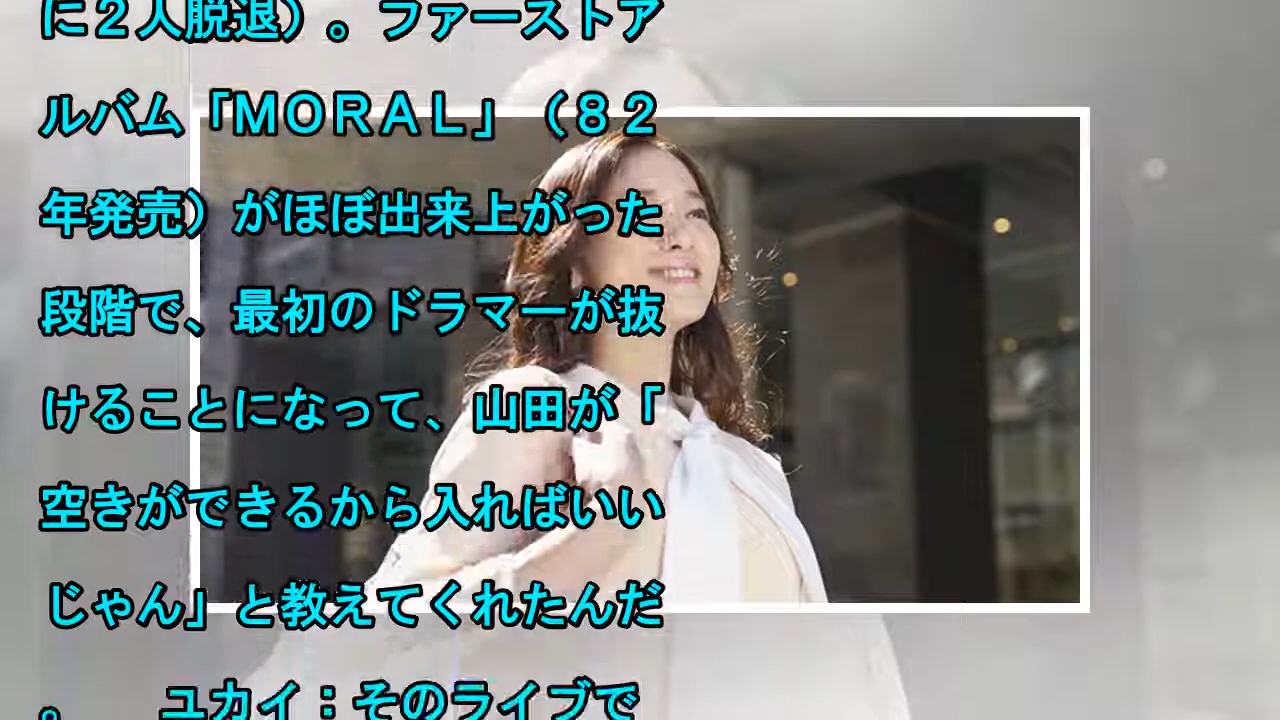 に２人脱退）。ファーストア
ルバム「ＭＯＲＡＬ」（８２
年発売）がほぼ出来上がった
段階で、最初のドラマーが抜
けることになって、山田が「
空きができるから入ればいい
じゃん」と教えてくれたんだ
。　　ユカイ：そのライブで